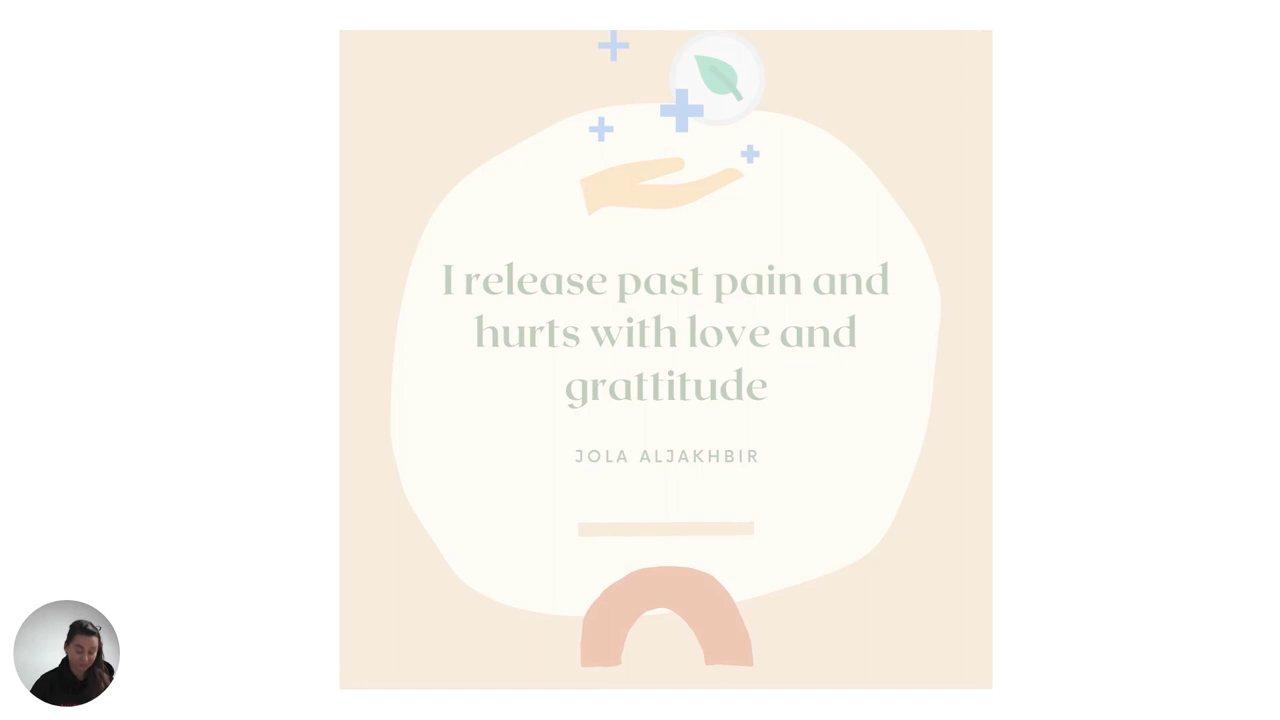 I release past pain and
hurts with love and
grattitude
JOLA ALJAKHBIR